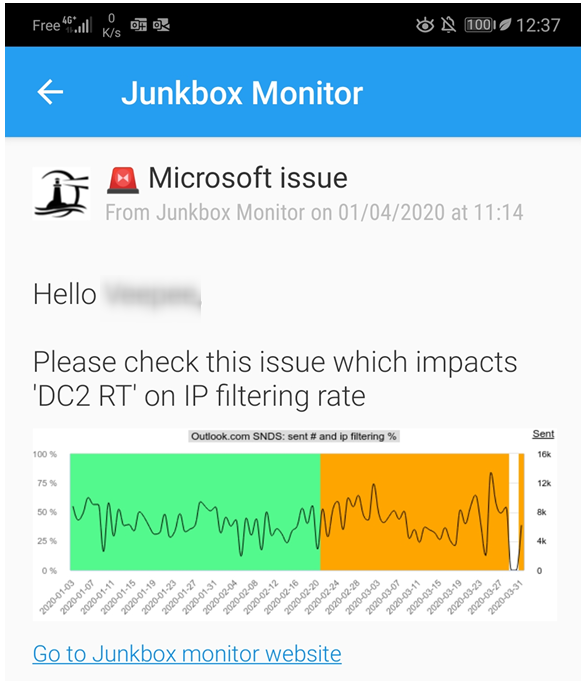 Free 4G+ 0 K/s 100 12:37
Junkbox Monitor
Microsoft issue
From Junkbox Monitor on 01/04/2020 at 11:14
Hello
Please check this issue which impacts
'DC2 RT' on IP filtering rate
Outlook.com SNDS: sent # and ip filtering %
Sent
100 % 16k
75 % 12k
50 % 8k
25 % 4k
0 % 0
2020-01-03 2020-01-07 2020-01-11 2020-01-15 2020-01-19 2020-01-23 2020-01-27 2020-01-31 2020-02-04 2020-02-08 2020-02-12 2020-02-16 2020-02-20 2020-02-24 2020-02-28 2020-03-03 2020-03-07 2020-03-11 2020-03-15 2020-03-19 2020-03-23 2020-03-27 2020-03-31
Go to Junkbox monitor website